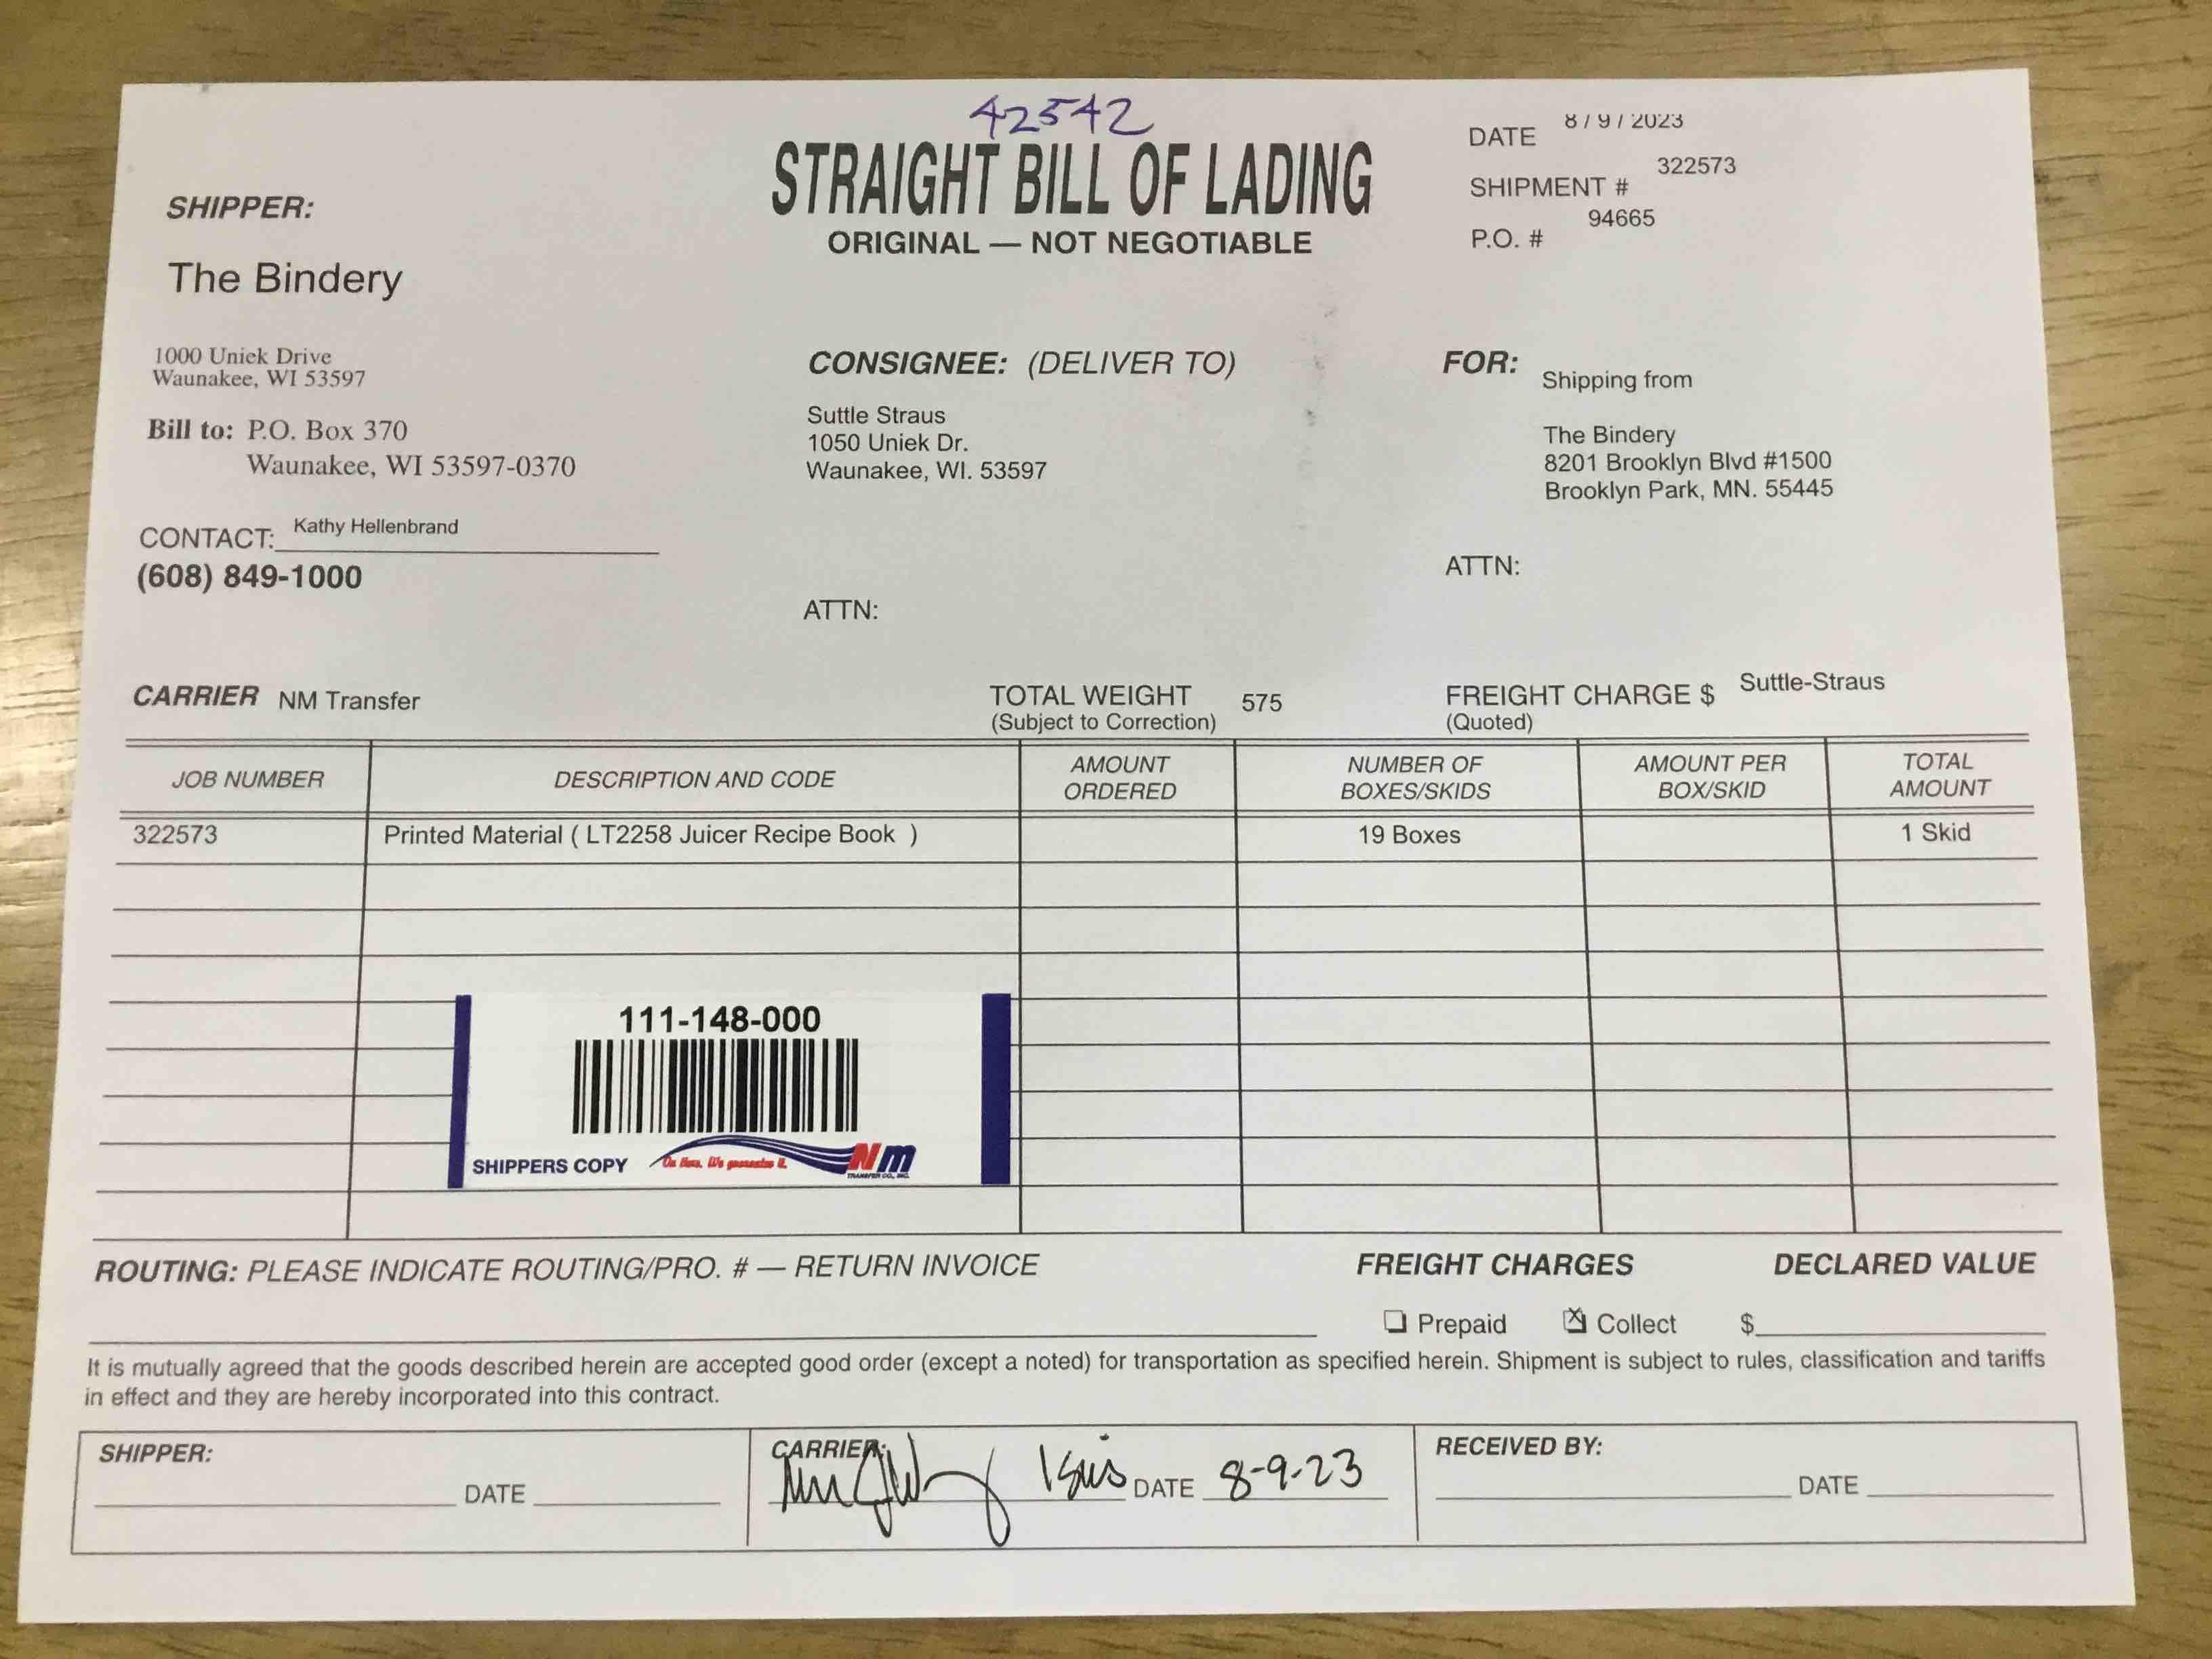 42542
STRAIGHT BILL OF LADING
ORIGINAL — NOT NEGOTIABLE
DATE 8 / 9 / 2023
SHIPMENT # 322573
P.O. # 94665
SHIPPER:
The Bindery
1000 Uniek Drive
Waunakee, WI 53597
Bill to: P.O. Box 370
Waunakee, WI 53597-0370
CONTACT: Kathy Hellenbrand
(608) 849-1000
CONSIGNEE: (DELIVER TO)
Suttle Straus
1050 Uniek Dr.
Waunakee, WI. 53597
ATTN:
FOR: Shipping from
The Bindery
8201 Brooklyn Blvd #1500
Brooklyn Park, MN. 55445
ATTN:
CARRIER NM Transfer
TOTAL WEIGHT 575
(Subject to Correction)
FREIGHT CHARGE $ Suttle-Straus
(Quoted)
JOB NUMBER DESCRIPTION AND CODE AMOUNT ORDERED NUMBER OF BOXES/SKIDS AMOUNT PER BOX/SKID TOTAL AMOUNT
322573 Printed Material ( LT2258 Juicer Recipe Book ) 19 Boxes 1 Skid
111-148-000
SHIPPERS COPY On time. We guarantee it. NM
TRANSFER CO., INC.
ROUTING: PLEASE INDICATE ROUTING/PRO. # — RETURN INVOICE
FREIGHT CHARGES DECLARED VALUE
Prepaid Collect $
It is mutually agreed that the goods described herein are accepted good order (except a noted) for transportation as specified herein. Shipment is subject to rules, classification and tariffs
in effect and they are hereby incorporated into this contract.
SHIPPER:
DATE
CARRIER:
DATE 8-9-23
RECEIVED BY:
DATE